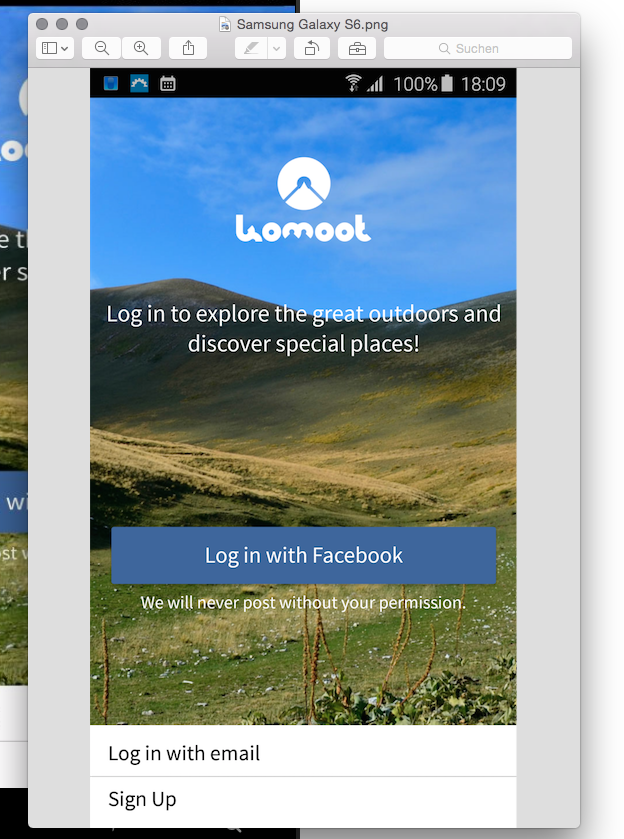 Samsung Galaxy S6.png
Suchen
100% 18:09
komoot
Log in to explore the great outdoors and
discover special places!
Log in with Facebook
We will never post without your permission.
Log in with email
Sign Up